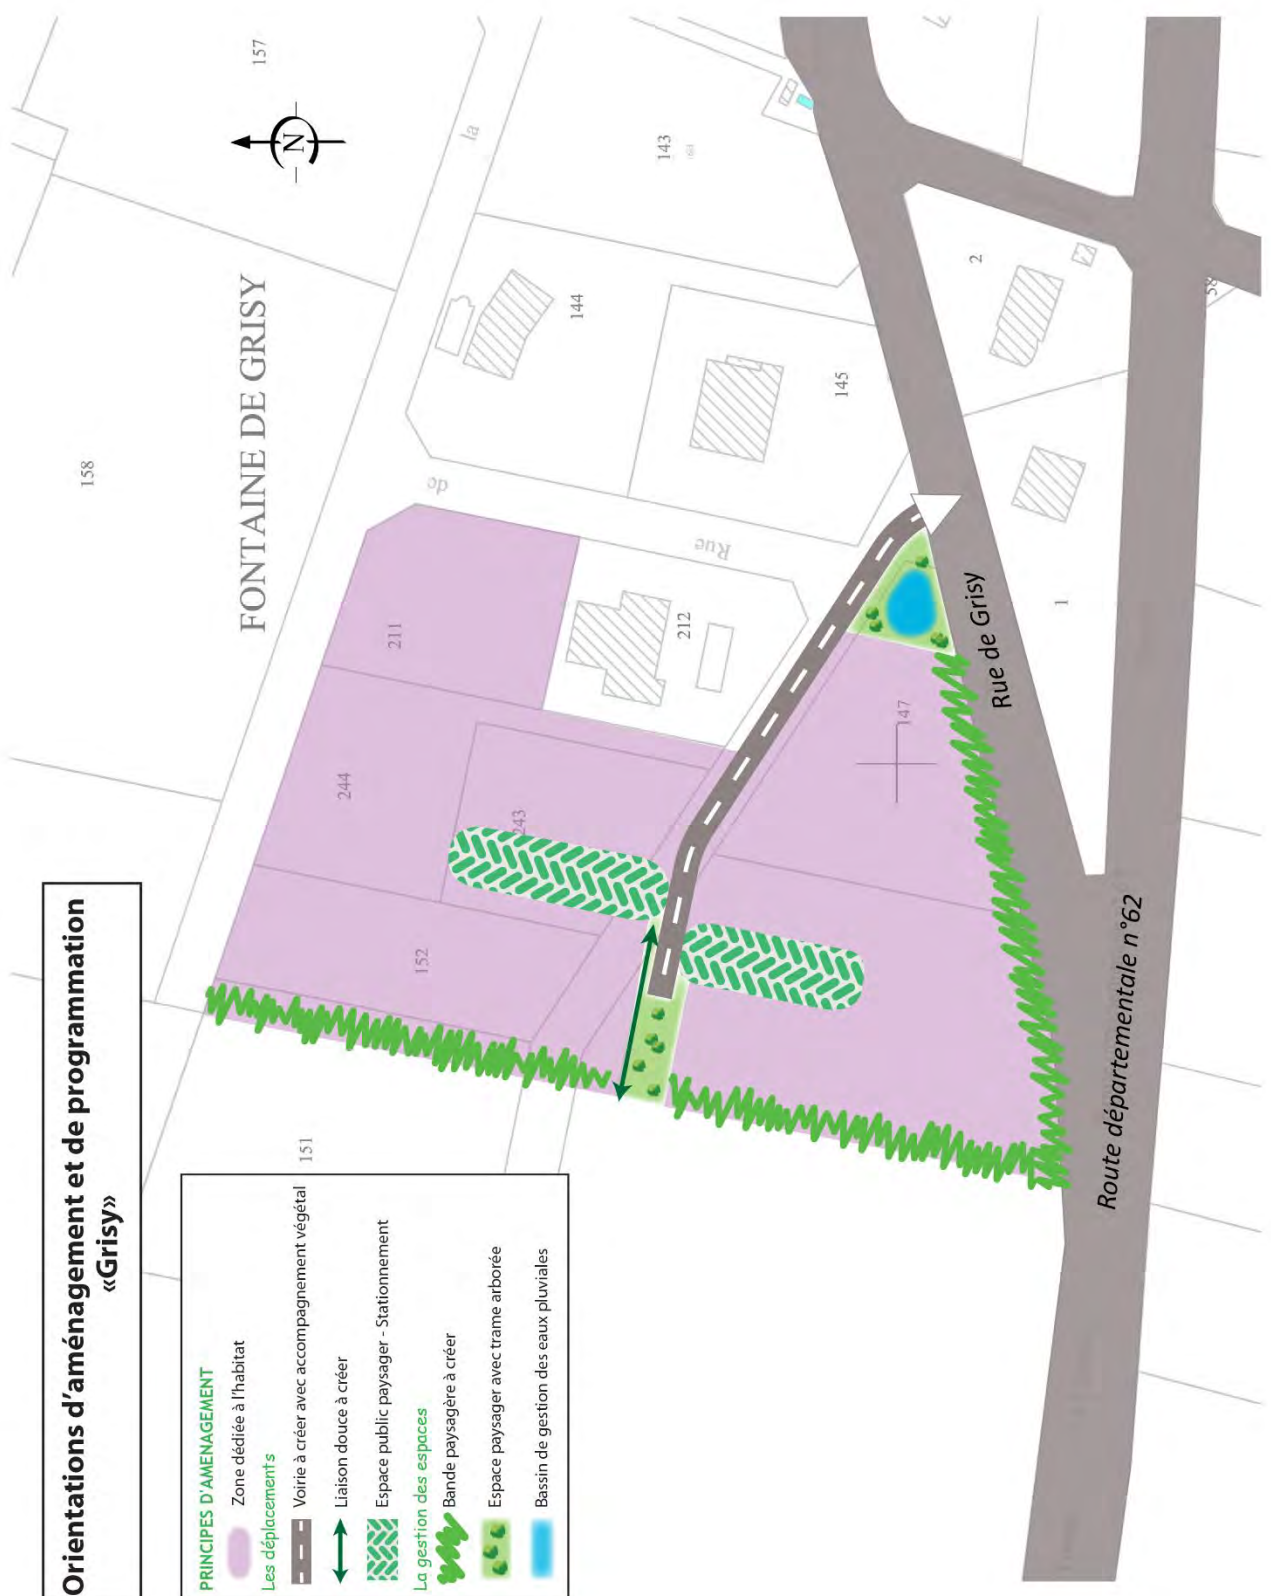 Orientations d'aménagement et de programmation
«Grisy»
PRINCIPES D'AMENAGEMENT
Zone dédiée à l'habitat
Les déplacements
Voirie à créer avec accompagnement végétal
Liaison douce à créer
Espace public paysager - Stationnement
La gestion des espaces
Bande paysagère à créer
Espace paysager avec trame arborée
Bassin de gestion des eaux pluviales
N
FONTAINE DE GRISY
157
158
151
152
244
243
211
212
144
143
145
147
2
1
58
Rue
de
la
Rue de Grisy
Route départementale n°62